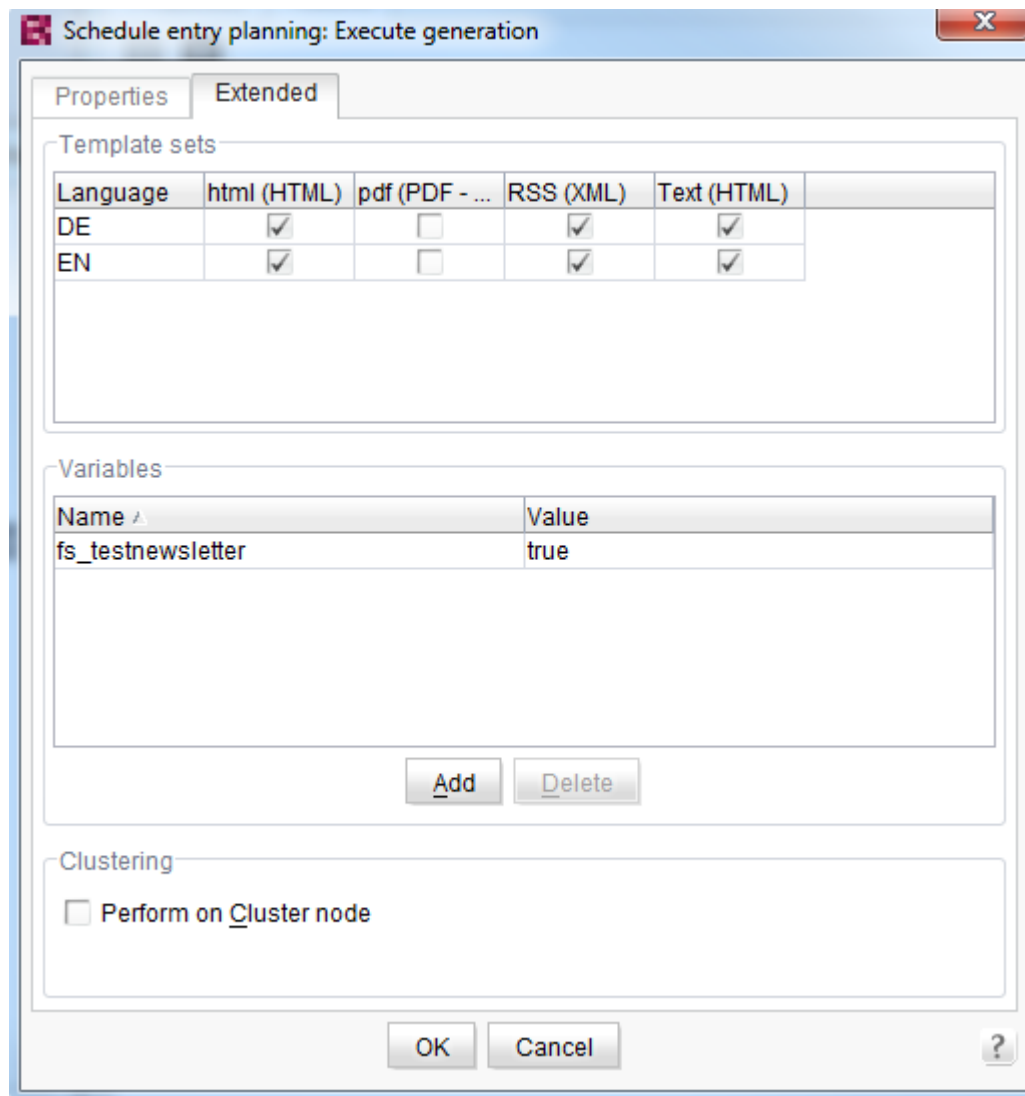 Schedule entry planning: Execute generation
Properties Extended
Template sets
Language html (HTML) pdf (PDF - ... RSS (XML) Text (HTML)
DE
EN
Variables
Name Value
fs_testnewsletter true
Add Delete
Clustering
Perform on Cluster node
OK Cancel ?